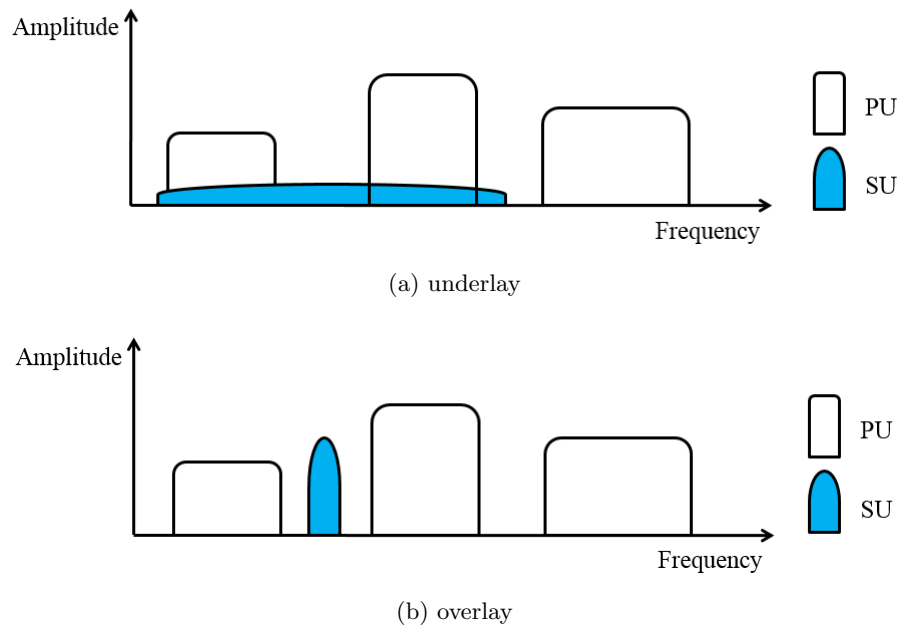 Amplitude
PU
SU
Frequency
(a) underlay
Amplitude
PU
SU
Frequency
(b) overlay